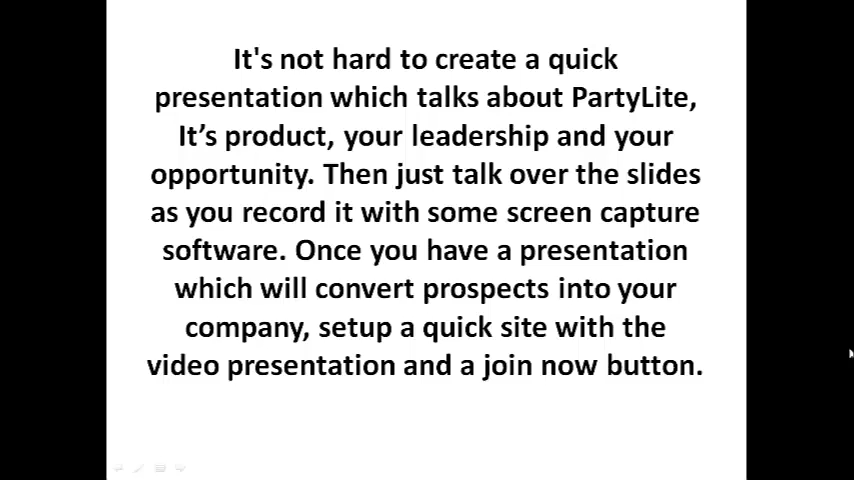 It's not hard to create a quick
presentation which talks about PartyLite,
It’s product, your leadership and your
opportunity. Then just talk over the slides
as you record it with some screen capture
software. Once you have a presentation
which will convert prospects into your
company, setup a quick site with the
video presentation and a join now button.